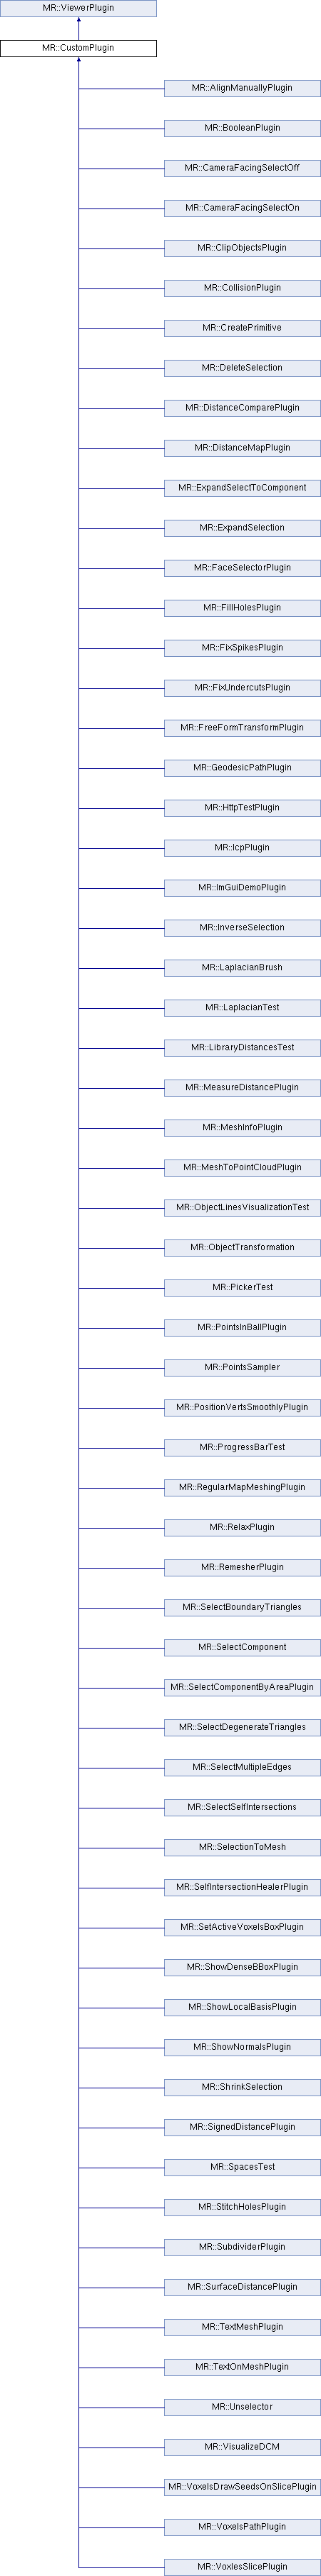 MR::ViewerPlugin
MR::CustomPlugin
MR::AlignManuallyPlugin
MR::BooleanPlugin
MR::CameraFacingSelectOff
MR::CameraFacingSelectOn
MR::ClipObjectsPlugin
MR::CollisionPlugin
MR::CreatePrimitive
MR::DeleteSelection
MR::DistanceComparePlugin
MR::DistanceMapPlugin
MR::ExpandSelectToComponent
MR::ExpandSelection
MR::FaceSelectorPlugin
MR::FillHolesPlugin
MR::FixSpikesPlugin
MR::FixUndercutsPlugin
MR::FreeFormTransformPlugin
MR::GeodesicPathPlugin
MR::HttpTestPlugin
MR::IcpPlugin
MR::ImGuiDemoPlugin
MR::InverseSelection
MR::LaplacianBrush
MR::LaplacianTest
MR::LibraryDistancesTest
MR::MeasureDistancePlugin
MR::MeshInfoPlugin
MR::MeshToPointCloudPlugin
MR::ObjectLinesVisualizationTest
MR::ObjectTransformation
MR::PickerTest
MR::PointsInBallPlugin
MR::PointsSampler
MR::PositionVertsSmoothlyPlugin
MR::ProgressBarTest
MR::RegularMapMeshingPlugin
MR::RelaxPlugin
MR::RemesherPlugin
MR::SelectBoundaryTriangles
MR::SelectComponent
MR::SelectComponentByAreaPlugin
MR::SelectDegenerateTriangles
MR::SelectMultipleEdges
MR::SelectSelfIntersections
MR::SelectionToMesh
MR::SelfIntersectionHealerPlugin
MR::SetActiveVoxelsBoxPlugin
MR::ShowDenseBBoxPlugin
MR::ShowLocalBasisPlugin
MR::ShowNormalsPlugin
MR::ShrinkSelection
MR::SignedDistancePlugin
MR::SpacesTest
MR::StitchHolesPlugin
MR::SubdividerPlugin
MR::SurfaceDistancePlugin
MR::TextMeshPlugin
MR::TextOnMeshPlugin
MR::Unselector
MR::VisualizeDCM
MR::VoxelsDrawSeedsOnSlicePlugin
MR::VoxelsPathPlugin
MR::VoxlesSlicePlugin